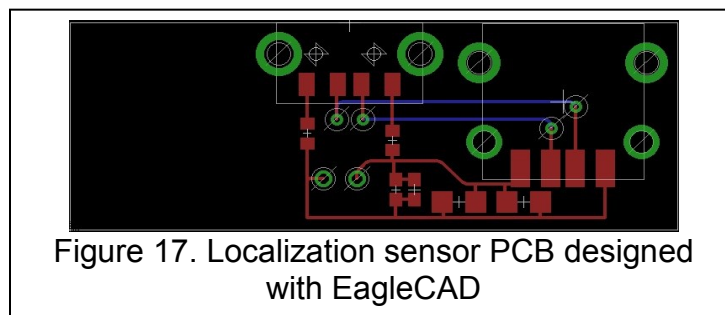 Figure 17. Localization sensor PCB designed
with EagleCAD